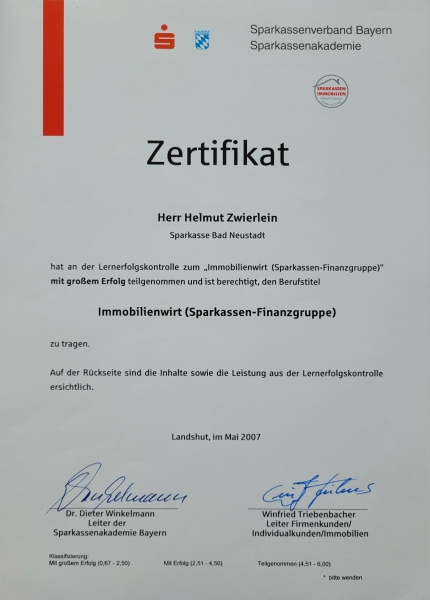 Sparkassenverband Bayern
Sparkassenakademie
SPARKASSEN
IMMOBILIEN
Zertifikat
Herr Helmut Zwierlein
Sparkasse Bad Neustadt
hat an der Lernerfolgskontrolle zum „Immobilienwirt (Sparkassen-Finanzgruppe)"
mit großem Erfolg teilgenommen und ist berechtigt, den Berufstitel
Immobilienwirt (Sparkassen-Finanzgruppe)
zu tragen.
Auf der Rückseite sind die Inhalte sowie die Leistung aus der Lernerfolgskontrolle
ersichtlich.
Landshut, im Mai 2007
Dr. Dieter Winkelmann
Leiter der
Sparkassenakademie Bayern
Winfried Triebenbacher
Leiter Firmenkunden/
Individualkunden/Immobilien
Klassifizierung:
Mit großem Erfolg (0,67 - 2,50) Mit Erfolg (2,51 - 4,50) Teilgenommen (4,51 - 6,00)
* bitte wenden